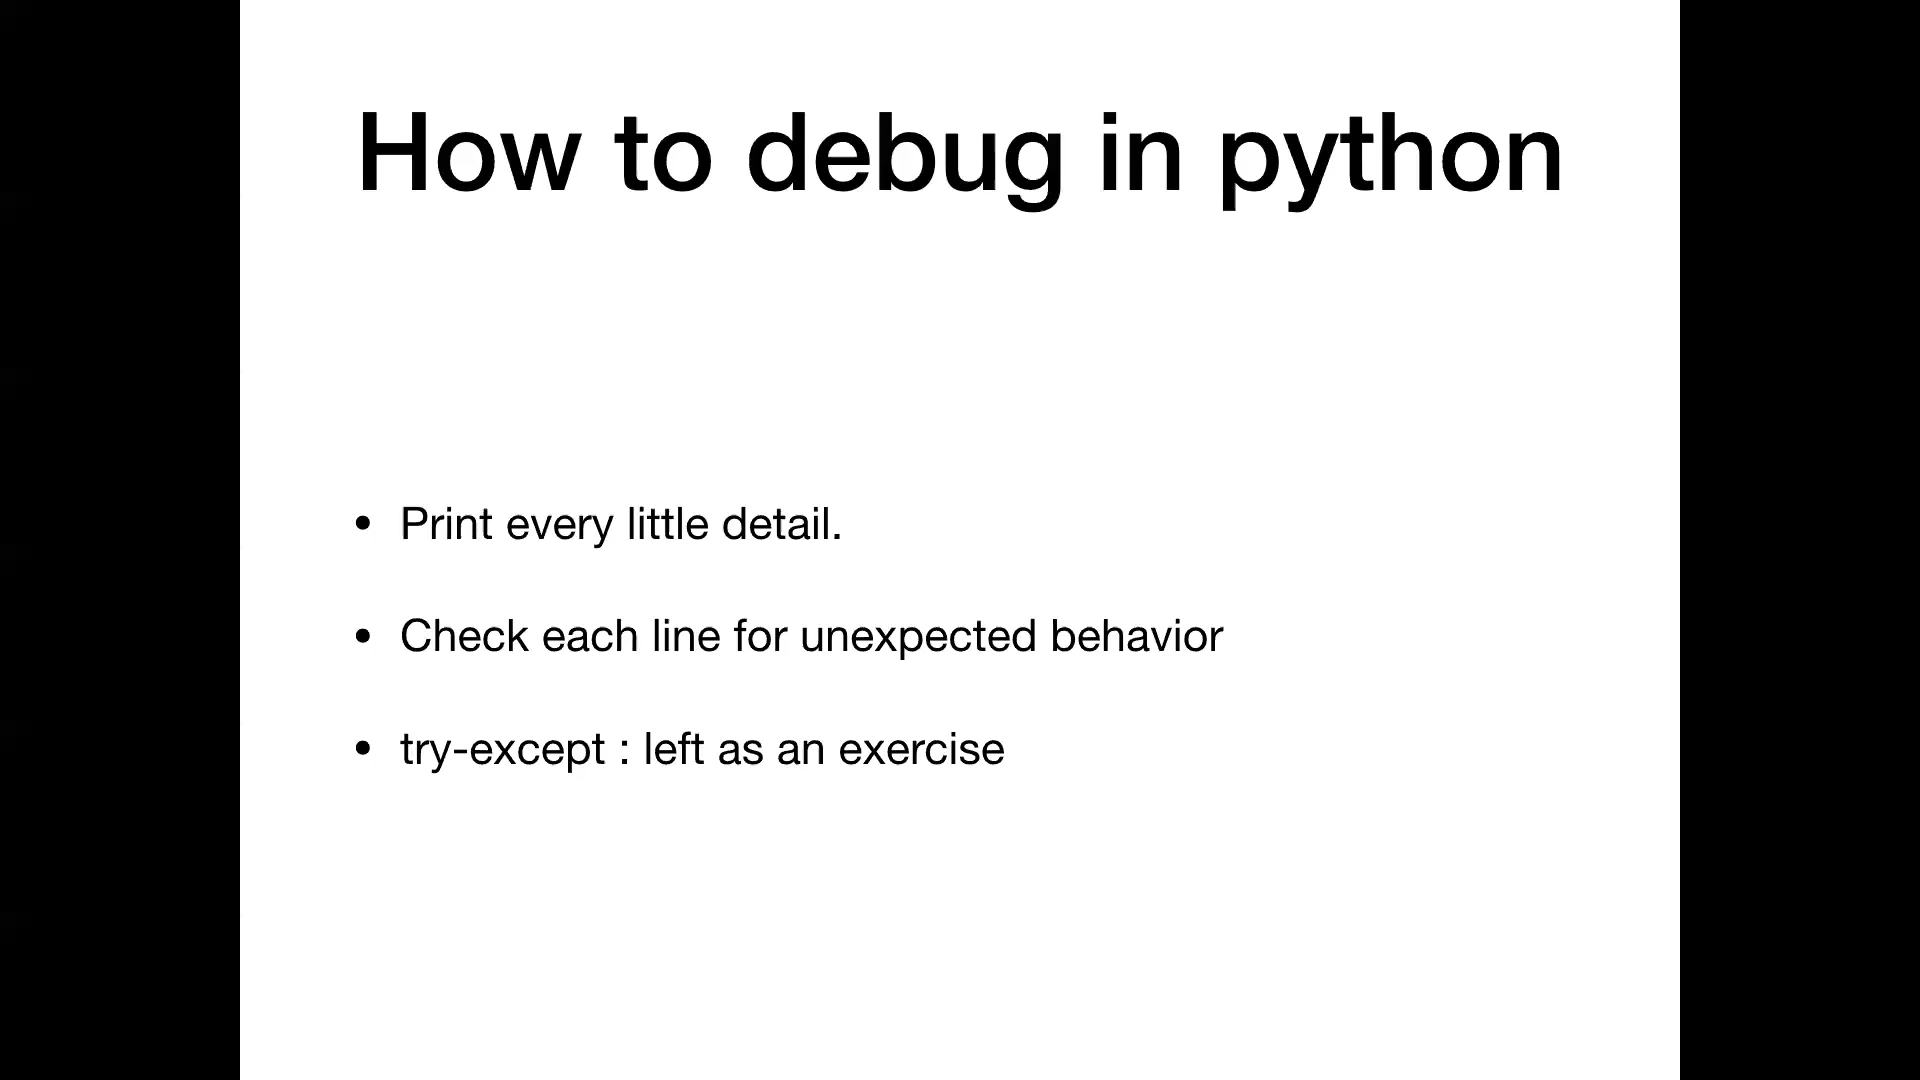 How to debug in python
• Print every little detail.
• Check each line for unexpected behavior
• try-except : left as an exercise